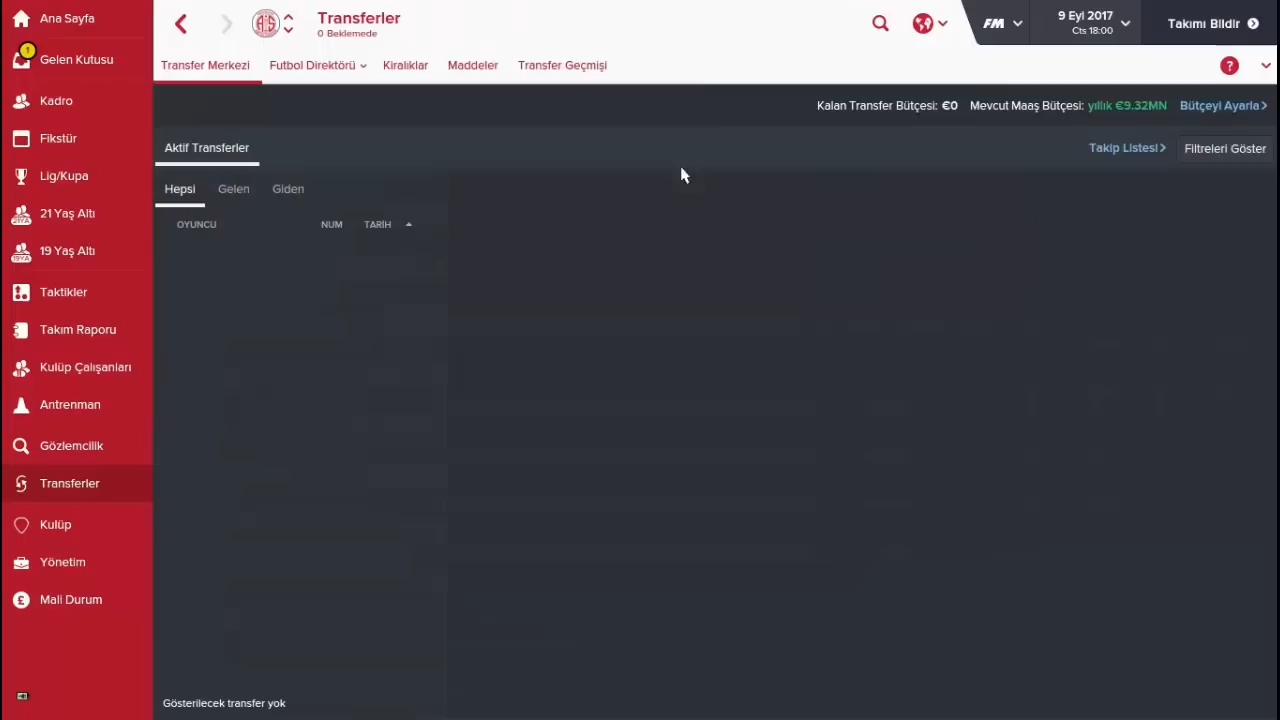 Ana Sayfa
1
Gelen Kutusu
Kadro
Fikstür
Lig/Kupa
21 Yaş Altı
19 Yaş Altı
Taktikler
Takım Raporu
Kulüp Çalışanları
Antrenman
Gözlemcilik
Transferler
Kulüp
Yönetim
Mali Durum
Transferler
0 Beklemede
FM
9 Eyl 2017
Cts 18:00
Takımı Bildir
Transfer Merkezi Futbol Direktörü Kiralıklar Maddeler Transfer Geçmişi
?
Kalan Transfer Bütçesi: €0 Mevcut Maaş Bütçesi: yıllık €9.32MN Bütçeyi Ayarla
Aktif Transferler
Takip Listesi
Filtreleri Göster
Hepsi Gelen Giden
OYUNCU NUM TARİH
Gösterilecek transfer yok